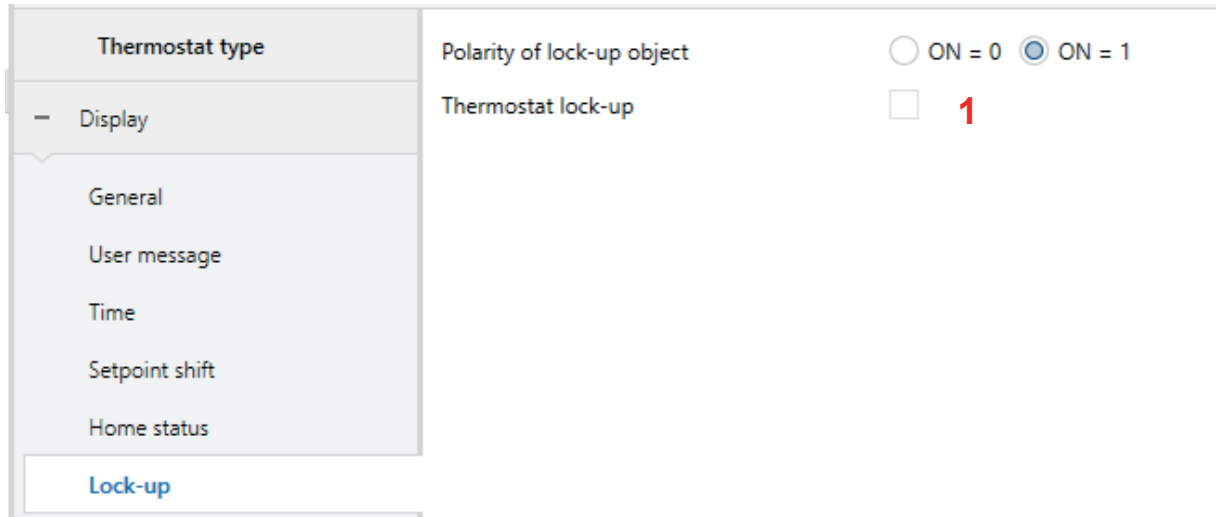 Thermostat type
Display
General
User message
Time
Setpoint shift
Home status
Lock-up
Polarity of lock-up object ON = 0 ON = 1
Thermostat lock-up 1